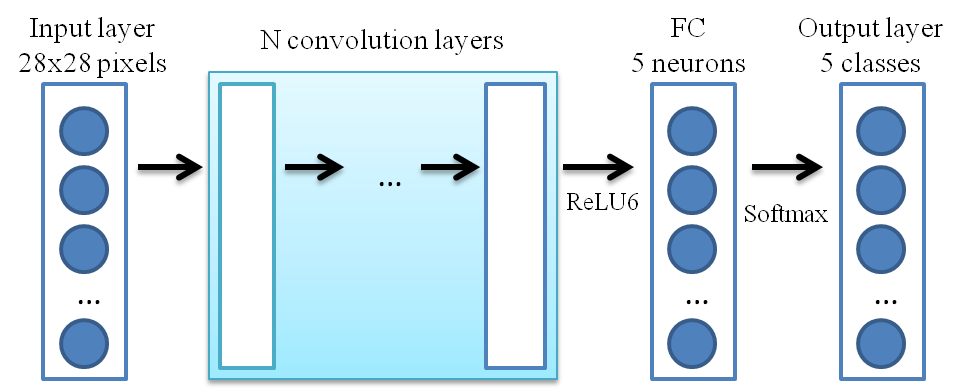 Input layer
28x28 pixels
N convolution layers
FC
5 neurons
Output layer
5 classes
...
ReLU6
Softmax
...
...
...